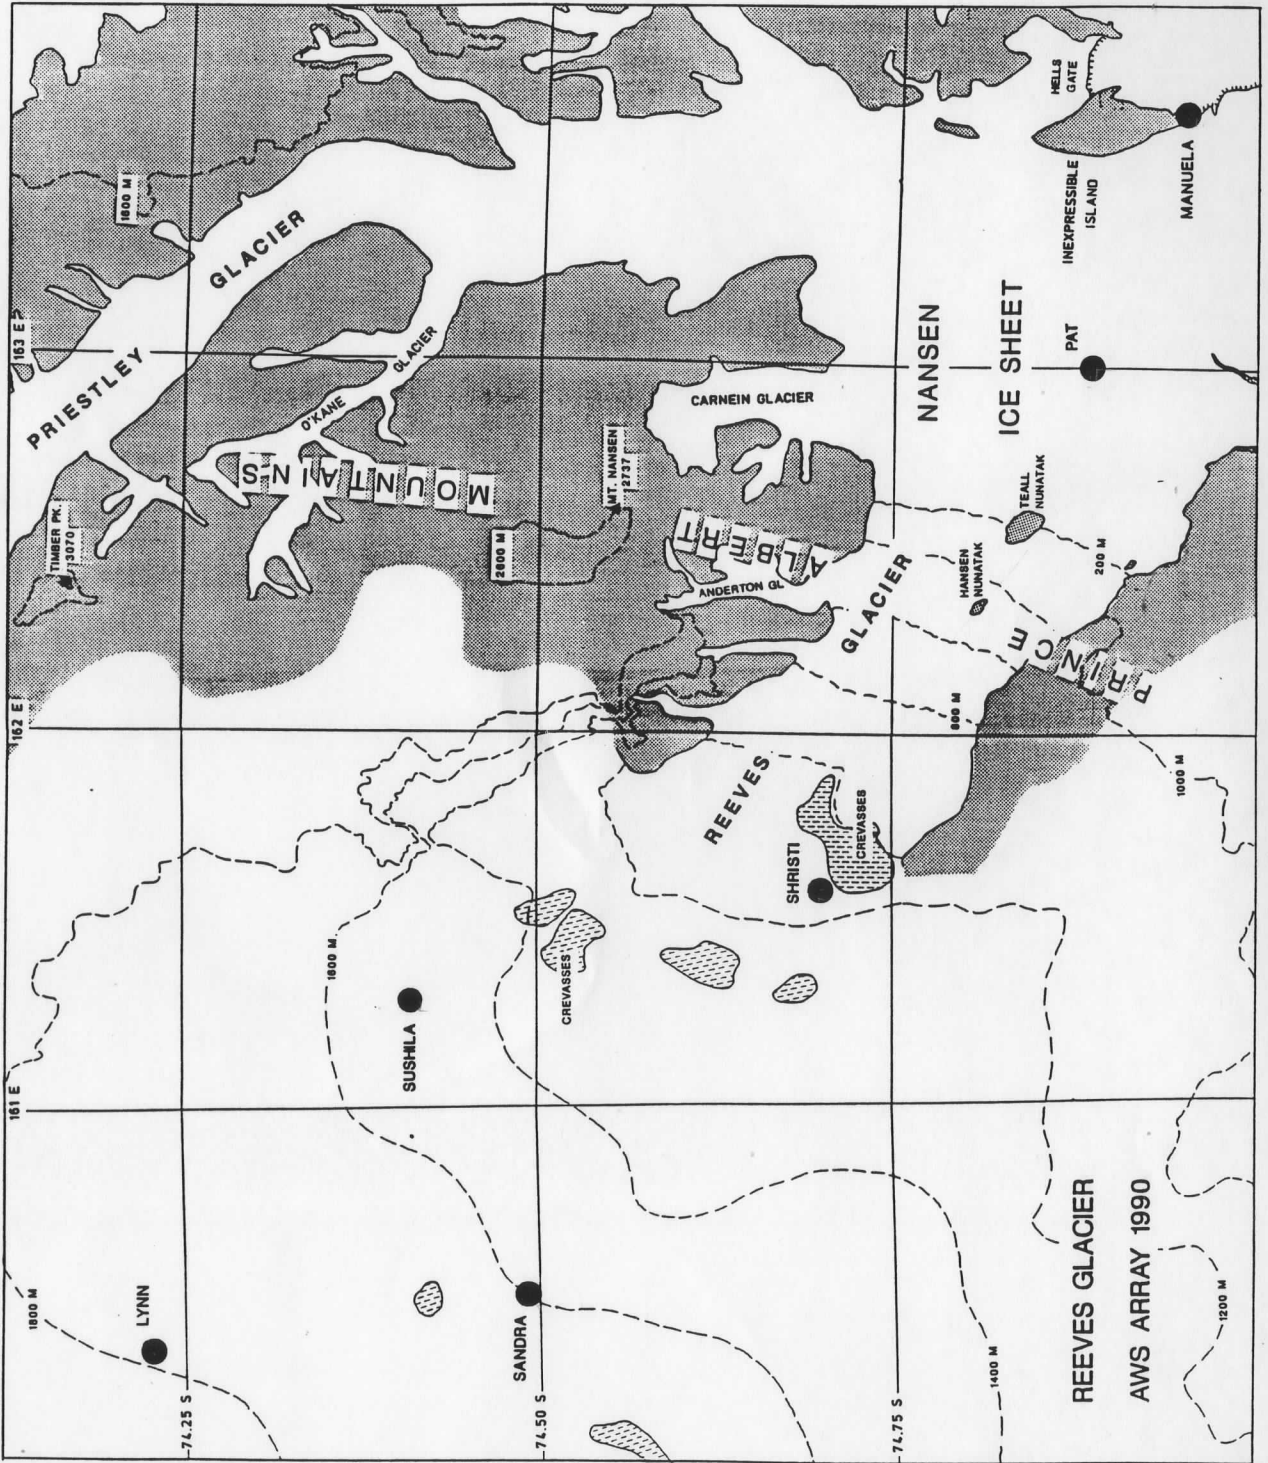 161 E
162 E
163 E
1800 M
LYNN
TIMBER PK.
3070
PRIESTLEY
GLACIER
1600 M
74.25 S
1600 M
SUSHILA
O'KANE
GLACIER
MOUNTAINS
2600 M
MT. NANSEN
2737
SANDRA
74.50 S
CREVASSES
CARNEIN GLACIER
ALBERT
ANDERTON GL
REEVES
GLACIER
SHRISTI
CREVASSES
74.75 S
NANSEN
ICE SHEET
800 M
HANSEN
NUNATAK
TEALL
NUNATAK
PRINCE
200 M
1400 M
PAT
HELLS
GATE
INEXPRESSIBLE
ISLAND
MANUELA
1000 M
1200 M
REEVES GLACIER
AWS ARRAY 1990